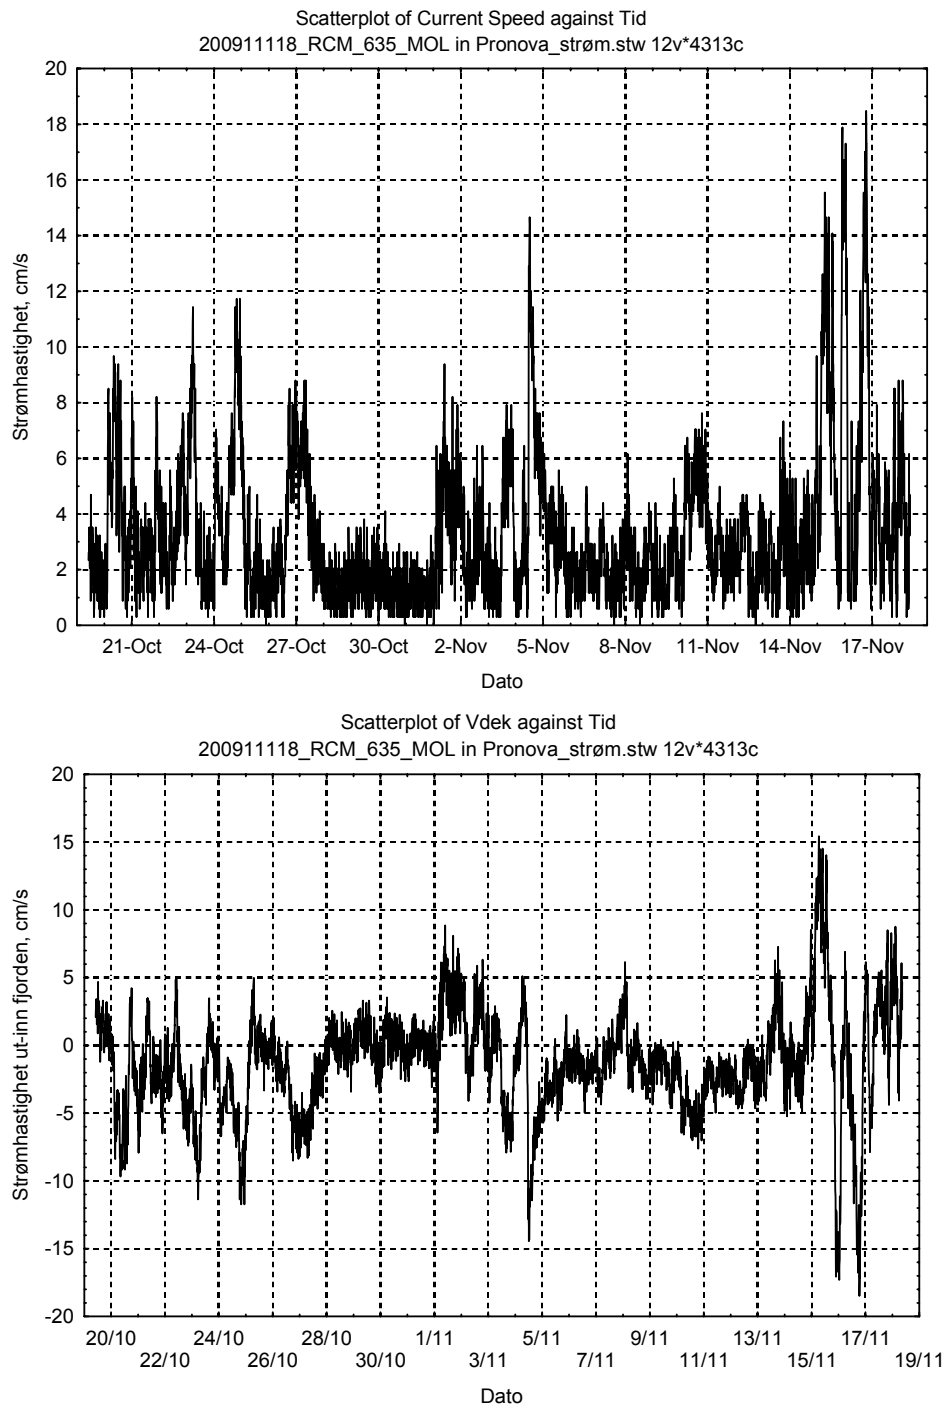 Scatterplot of Current Speed against Tid
200911118_RCM_635_MOL in Pronova_strøm.stw 12v*4313c
20
18
16
14
12
10
8
6
4
2
0
Strømhastighet, cm/s
21-Oct 24-Oct 27-Oct 30-Oct 2-Nov 5-Nov 8-Nov 11-Nov 14-Nov 17-Nov
Dato
Scatterplot of Vdek against Tid
200911118_RCM_635_MOL in Pronova_strøm.stw 12v*4313c
20
15
10
5
0
-5
-10
-15
-20
Strømhastighet ut-inn fjorden, cm/s
20/10 24/10 28/10 1/11 5/11 9/11 13/11 17/11
22/10 26/10 30/10 3/11 7/11 11/11 15/11 19/11
Dato